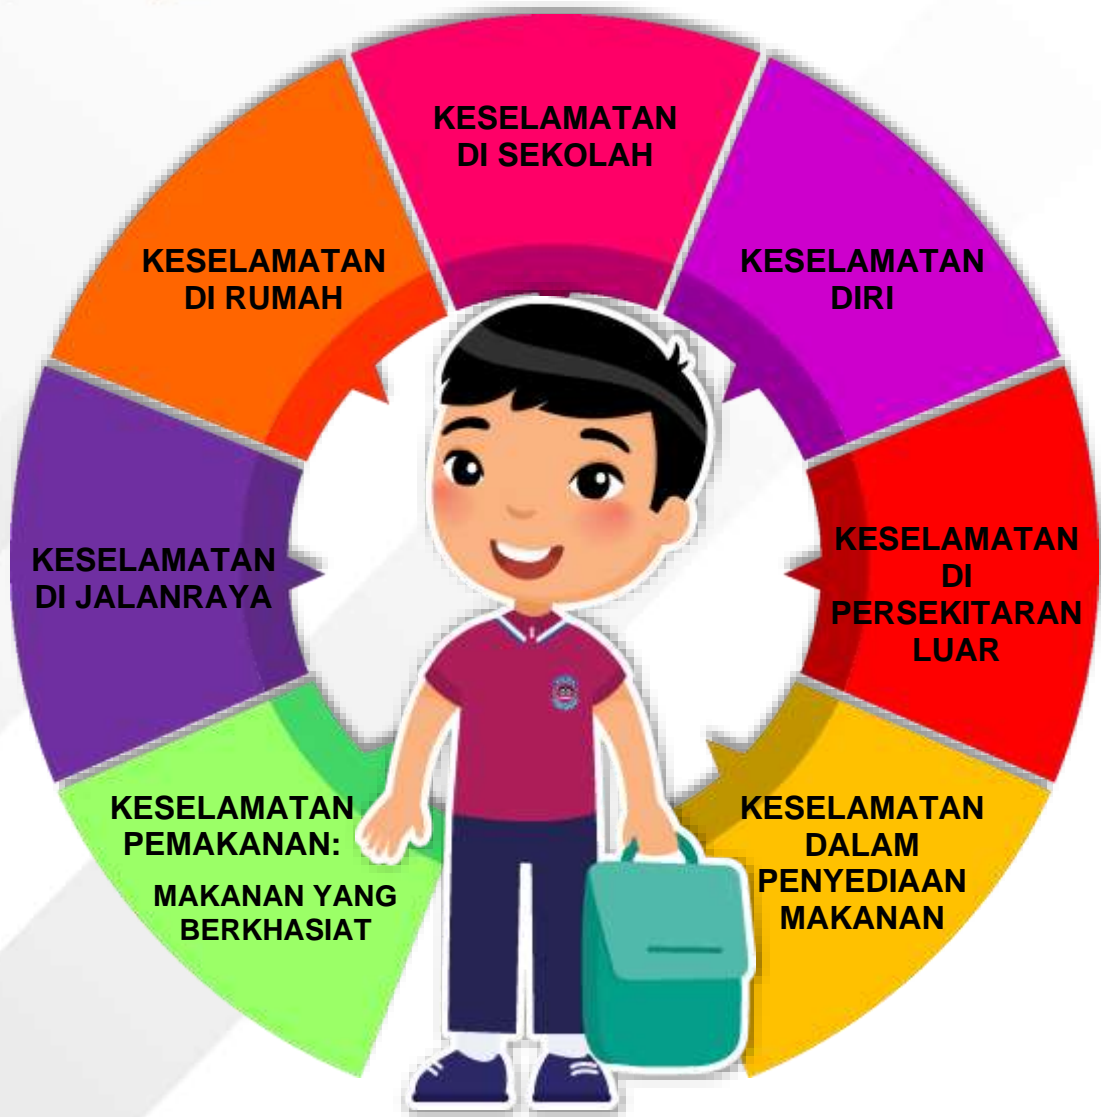 KESELAMATAN
DI SEKOLAH
KESELAMATAN
DI RUMAH
KESELAMATAN
DIRI
KESELAMATAN
DI JALANRAYA
KESELAMATAN
DI
PERSEKITARAN
LUAR
KESELAMATAN
PEMAKANAN:
MAKANAN YANG
BERKHASIAT
KESELAMATAN
DALAM
PENYEDIAAN
MAKANAN